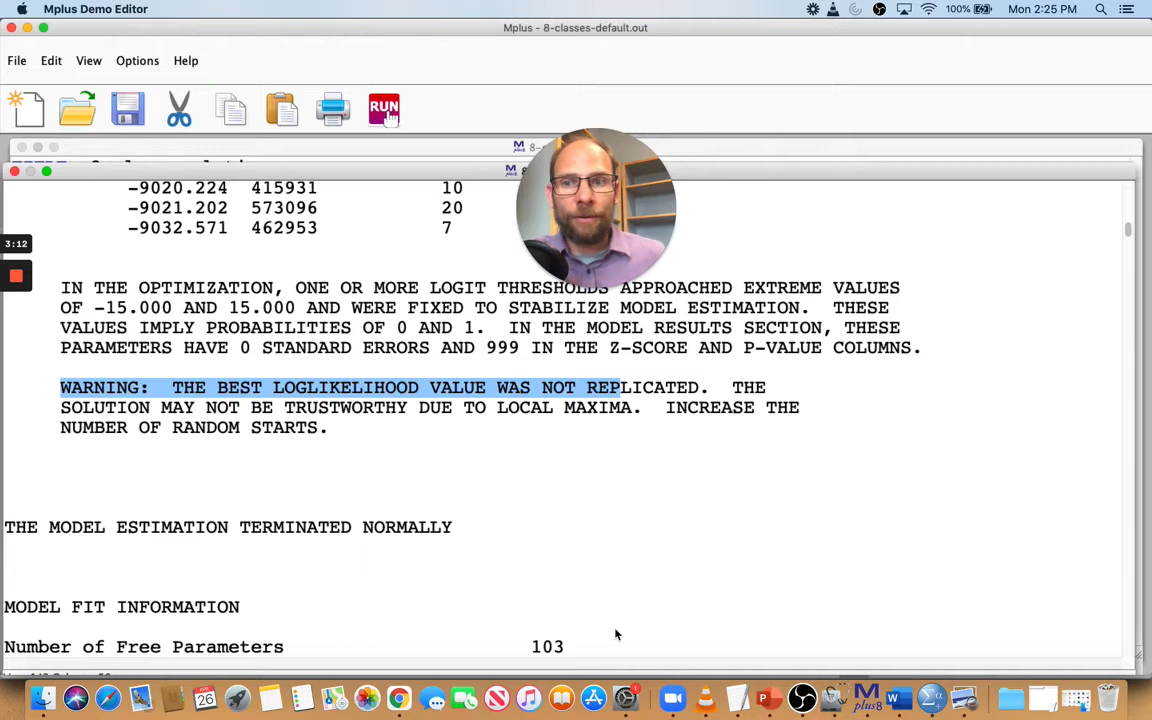 Mplus Demo Editor
100%
Mon 2:25 PM
Mplus - 8-classes-default.out
File Edit View Options Help
RUN
-9020.224 415931 10
-9021.202 573096 20
-9032.571 462953 7
3:12
IN THE OPTIMIZATION, ONE OR MORE LOGIT THRESHOLDS APPROACHED EXTREME VALUES
OF -15.000 AND 15.000 AND WERE FIXED TO STABILIZE MODEL ESTIMATION. THESE
VALUES IMPLY PROBABILITIES OF 0 AND 1. IN THE MODEL RESULTS SECTION, THESE
PARAMETERS HAVE 0 STANDARD ERRORS AND 999 IN THE Z-SCORE AND P-VALUE COLUMNS.
WARNING: THE BEST LOGLIKELIHOOD VALUE WAS NOT REPLICATED. THE
SOLUTION MAY NOT BE TRUSTWORTHY DUE TO LOCAL MAXIMA. INCREASE THE
NUMBER OF RANDOM STARTS.
THE MODEL ESTIMATION TERMINATED NORMALLY
MODEL FIT INFORMATION
Number of Free Parameters 103